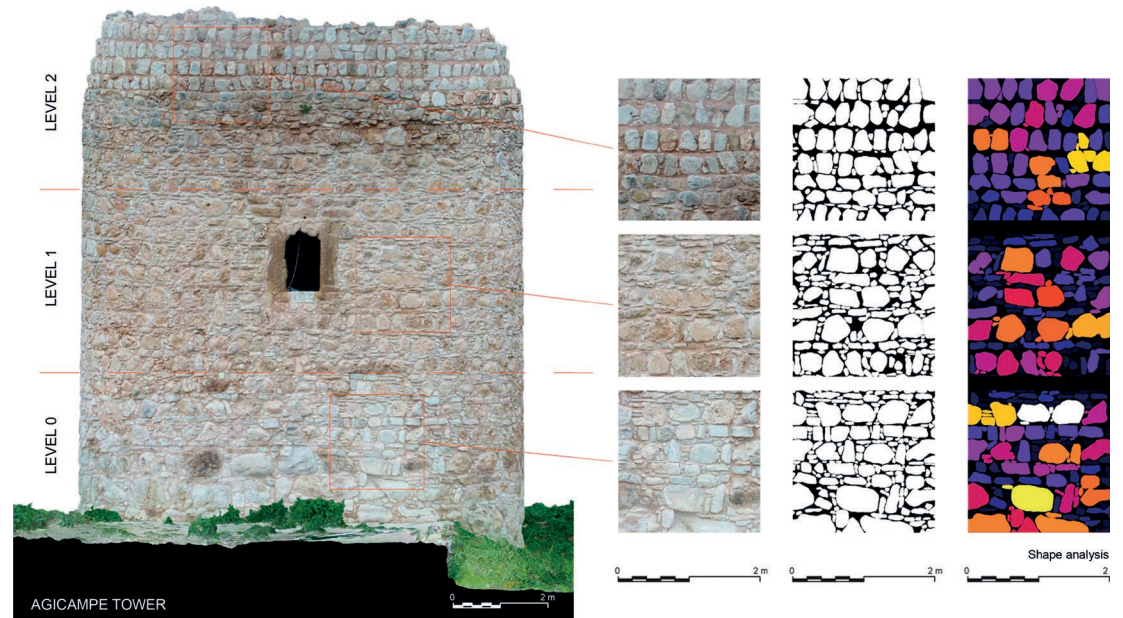 LEVEL 2
LEVEL 1
LEVEL 0
AGICAMPE TOWER
0
2 m
0
2 m
0
2 m
Shape analysis
0
2